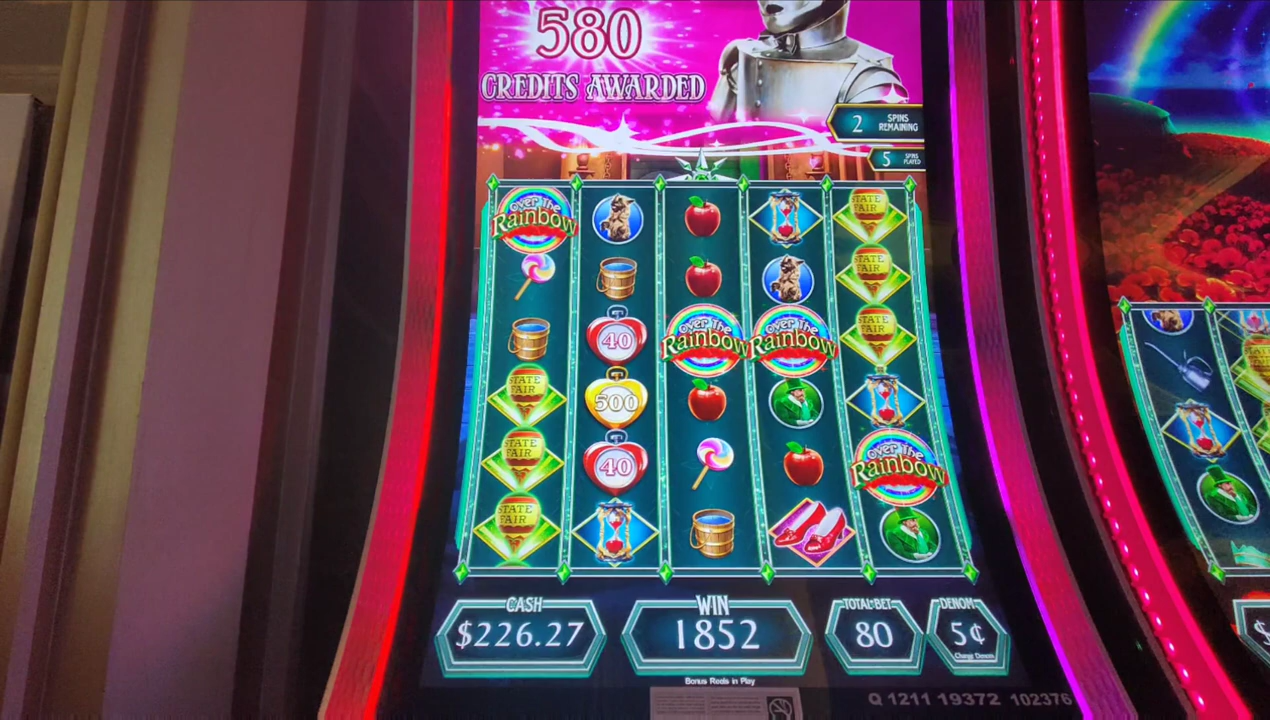 580
CREDITS AWARDED
2 SPINS REMAINING
5 SPINS PLAYED
OVER THE Rainbow
STATE FAIR
STATE FAIR
40
OVER THE Rainbow
OVER THE Rainbow
STATE FAIR
STATE FAIR
500
STATE FAIR
40
OVER THE Rainbow
STATE FAIR
CASH
$226.27
WIN
1852
TOTAL BET
80
DENOM
5¢
Change Denom
Bonus Reels in Play
Q 1211 19372 102376